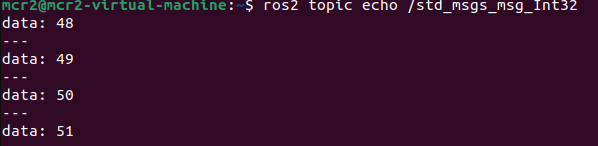 mcr2@mcr2-virtual-machine:~$ ros2 topic echo /std_msgs_msg_Int32
data: 48
---
data: 49
---
data: 50
---
data: 51